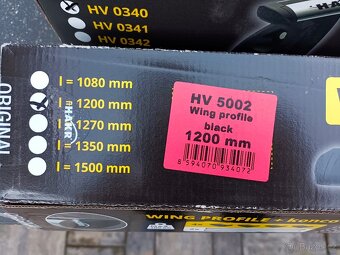 HV 0340
HV 0341
HV 0342
ORIGINAL
HAKR
l = 1080 mm
l = 1200 mm
l = 1270 mm
l = 1350 mm
l = 1500 mm
HV 5002
Wing profile
black
1200 mm
8 594070 934072
WING PROFILE -